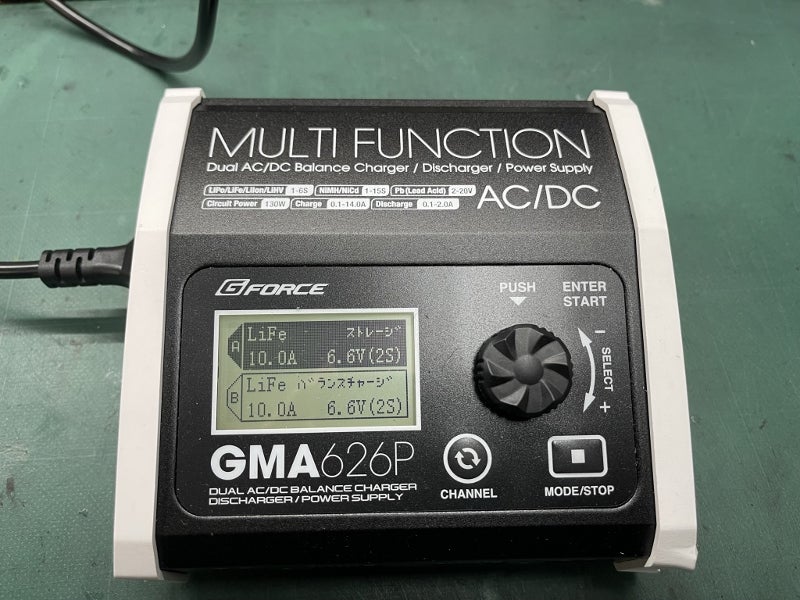 MULTI FUNCTION
Dual AC/DC Balance Charger / Discharger / Power Supply
LiPo/LiFe/LiIon/LiHV 1-6S NiMH/NiCd 1-15S Pb(Lead Acid) 2-20V
Circuit Power 130W Charge 0.1-14.0A Discharge 0.1-2.0A
AC/DC
G FORCE
PUSH
ENTER
START
A
LiFe ストレージ
10.0A 6.6V(2S)
B
LiFe バランスチャージ
10.0A 6.6V(2S)
− SELECT +
GMA626P
DUAL AC/DC BALANCE CHARGER
DISCHARGER / POWER SUPPLY
CHANNEL
MODE/STOP